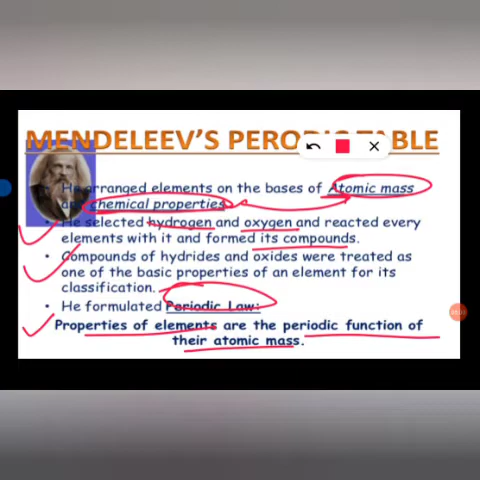 MENDELEEV'S PERODIC TABLE
He arranged elements on the bases of Atomic mass
and chemical properties.
• He selected hydrogen and oxygen and reacted every
elements with it and formed its compounds.
• Compounds of hydrides and oxides were treated as
one of the basic properties of an element for its
classification.
• He formulated Periodic Law:
Properties of elements are the periodic function of
their atomic mass.